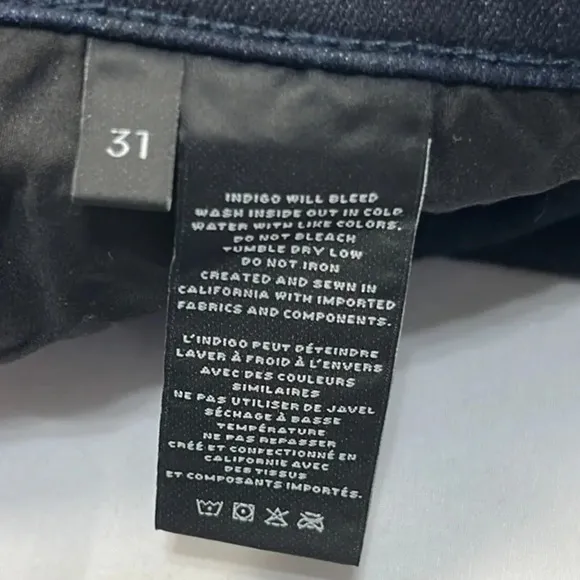 31
INDIGO WILL BLEED
WASH INSIDE OUT IN COLD
WATER WITH LIKE COLORS.
DO NOT BLEACH
TUMBLE DRY LOW
DO NOT IRON
CREATED AND SEWN IN
CALIFORNIA WITH IMPORTED
FABRICS AND COMPONENTS.
L'INDIGO PEUT DÉTEINDRE
LAVER À FROID À L'ENVERS
AVEC DES COULEURS
SIMILAIRES
NE PAS UTILISER DE JAVEL
SÉCHAGE À BASSE
TEMPÉRATURE
NE PAS REPASSER
CRÉÉ ET CONFECTIONNÉ EN
CALIFORNIE AVEC
DES TISSUS
ET COMPOSANTS IMPORTÉS.